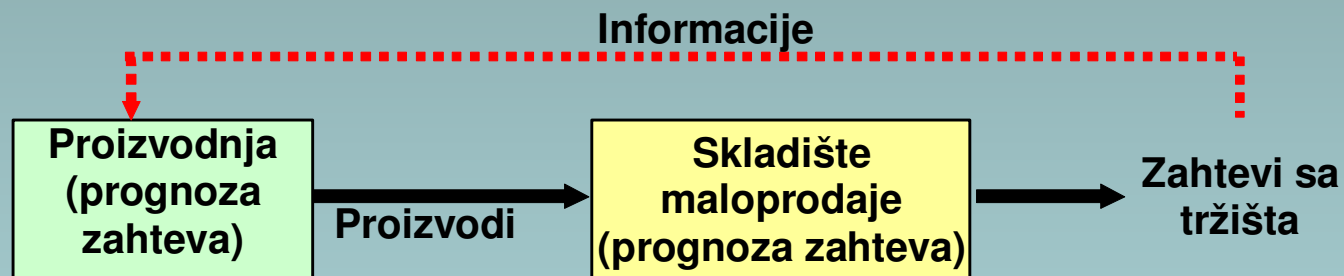 Informacije
Proizvodnja
(prognoza
zahteva)
Proizvodi
Skladište
maloprodaje
(prognoza zahteva)
Zahtevi sa
tržišta